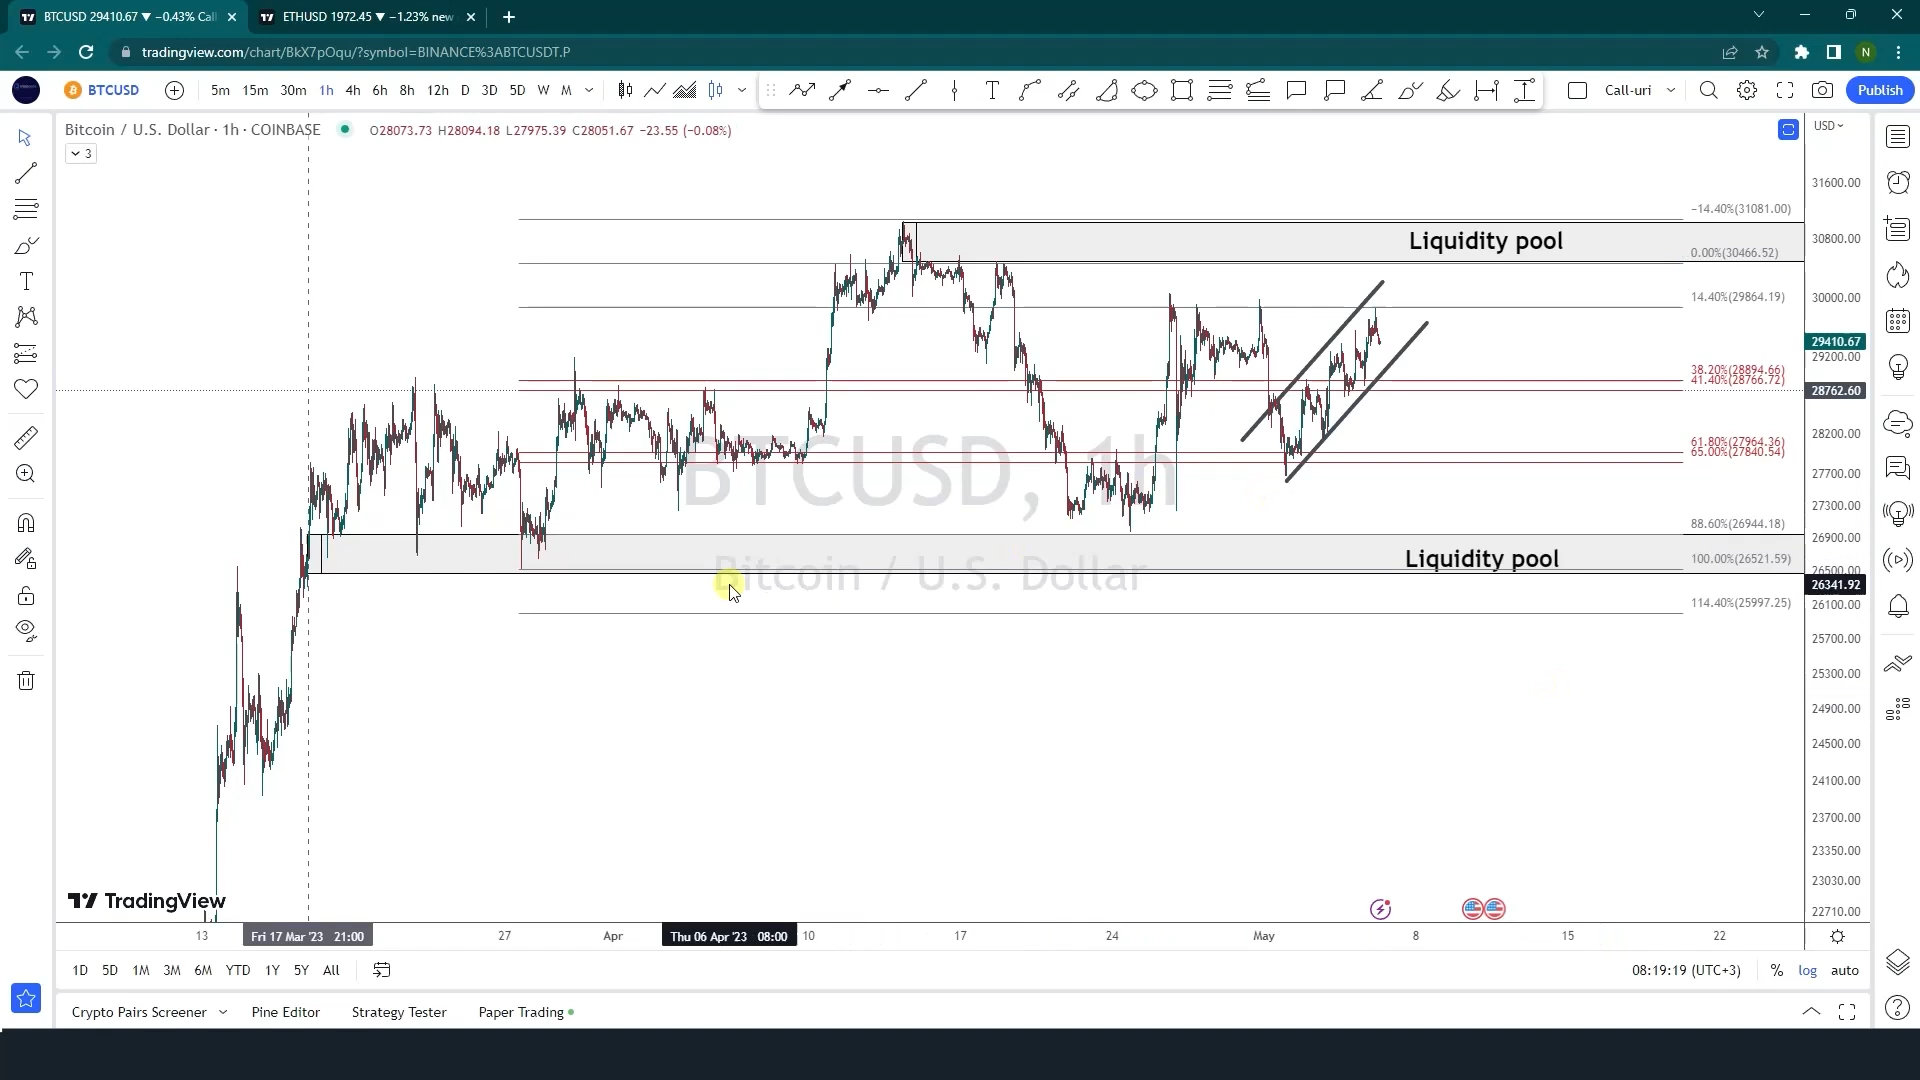 BTCUSD 29410.67 ▼ −0.43% Cal
ETHUSD 1972.45 ▼ −1.23% new
tradingview.com/chart/BkX7pOqu/?symbol=BINANCE%3ABTCUSDT.P
N
BTCUSD 5m 15m 30m 1h 4h 6h 8h 12h D 3D 5D W M Call-uri Publish
Bitcoin / U.S. Dollar · 1h · COINBASE O28073.73 H28094.18 L27975.39 C28051.67 −23.55 (−0.08%)
USD
3
31600.00
−14.40%(31081.00)
30800.00
Liquidity pool
0.00%(30466.52)
30000.00
14.40%(29864.19)
29410.67
29200.00
38.20%(28894.66)
41.40%(28766.72)
28762.60
28200.00
61.80%(27964.36)
65.00%(27840.54)
27700.00
BTCUSD, 1h
27300.00
88.60%(26944.18)
26900.00
Liquidity pool
100.00%(26521.59)
26500.00
Bitcoin / U.S. Dollar
26341.92
114.40%(25997.25)
26100.00
25700.00
25300.00
24900.00
24500.00
24100.00
23700.00
23350.00
23030.00
22710.00
TradingView
13 Fri 17 Mar '23 21:00 27 Apr Thu 06 Apr '23 08:00 10 17 24 May 8 15 22
1D 5D 1M 3M 6M YTD 1Y 5Y All 08:19:19 (UTC+3) % log auto
Crypto Pairs Screener Pine Editor Strategy Tester Paper Trading